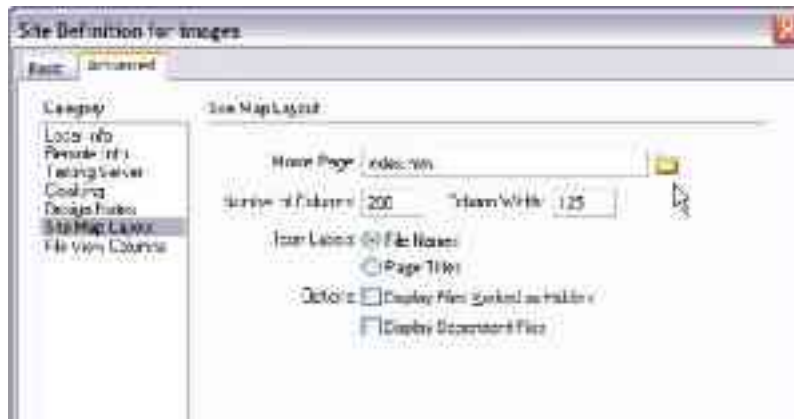 Site Definition for images
Basic Advanced
Category
Site Map Layout
Local Info
Remote Info
Testing Server
Cloaking
Design Notes
Site Map Layout
File View Columns
Home Page: index.htm
Number of Columns: 200 Column Width: 125
Icon Labels: File Names
Page Titles
Options: Display Files Marked as Hidden
Display Dependent Files